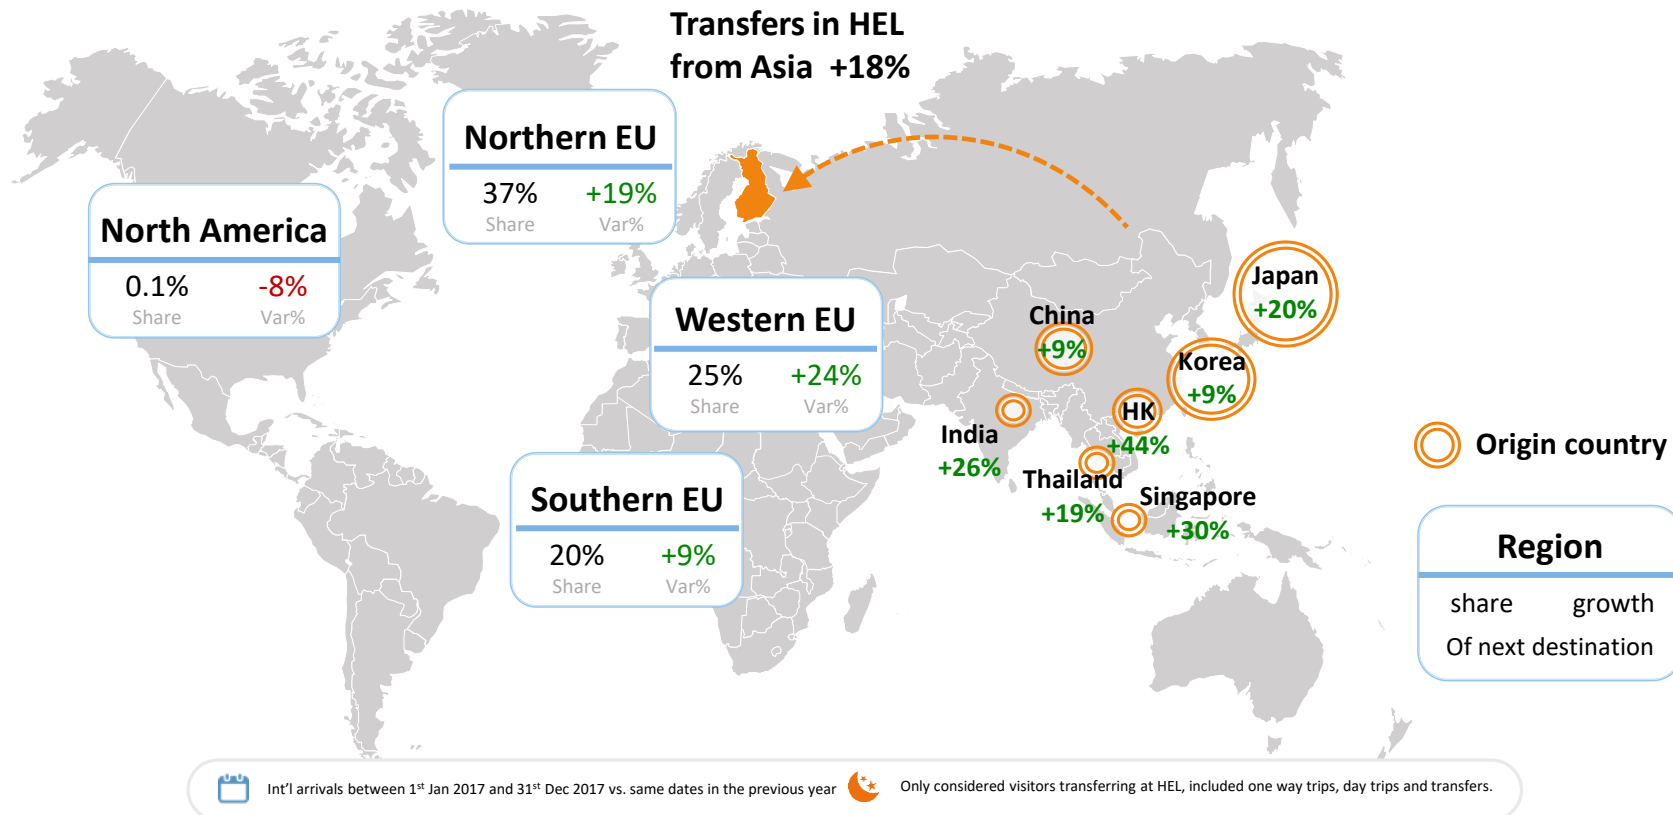 Transfers in HEL
from Asia +18%
Northern EU
37% +19%
Share Var%
North America
0.1% -8%
Share Var%
Western EU
25% +24%
Share Var%
Southern EU
20% +9%
Share Var%
Japan
+20%
China
+9%
Korea
+9%
HK
+44%
India
+26%
Thailand
+19%
Singapore
+30%
Origin country
Region
share growth
Of next destination
Int'l arrivals between 1st Jan 2017 and 31st Dec 2017 vs. same dates in the previous year
Only considered visitors transferring at HEL, included one way trips, day trips and transfers.